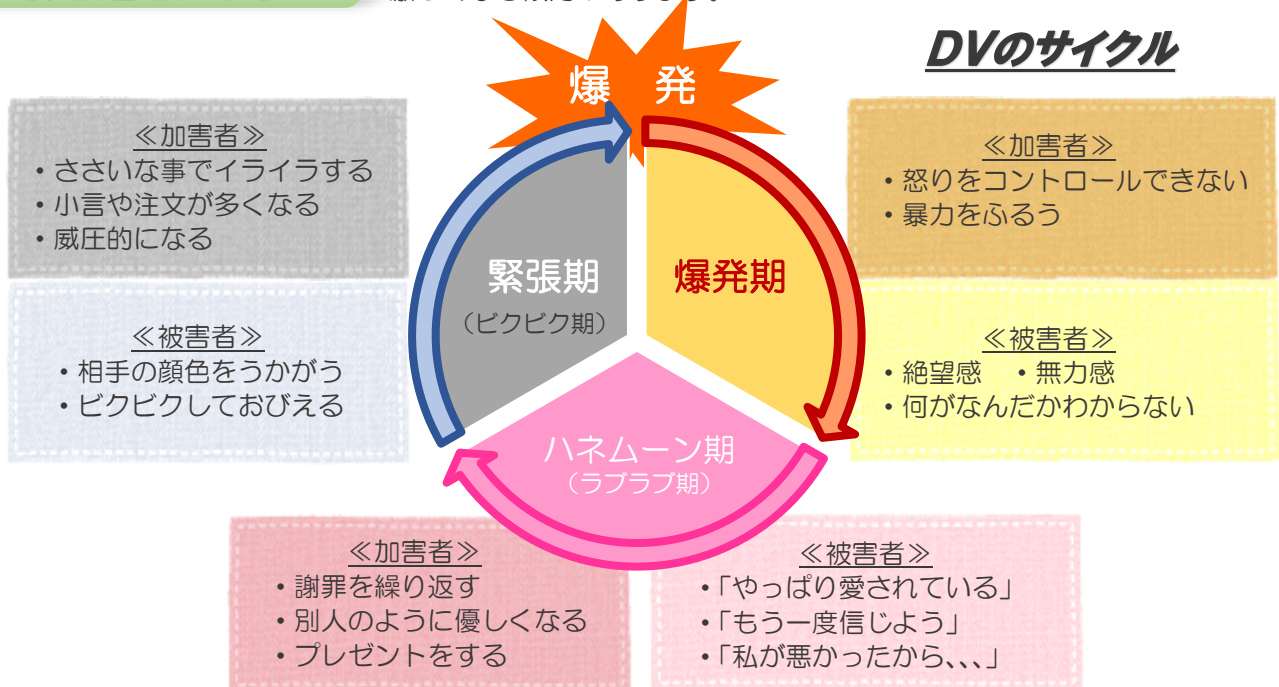 DVのサイクル
爆 発
≪加害者≫
・ささいな事でイライラする
・小言や注文が多くなる
・威圧的になる
≪被害者≫
・相手の顔色をうかがう
・ビクビクしておびえる
緊張期
(ビクビク期)
爆発期
≪加害者≫
・怒りをコントロールできない
・暴力をふるう
≪被害者≫
・絶望感 ・無力感
・何がなんだかわからない
ハネムーン期
(ラブラブ期)
≪加害者≫
・謝罪を繰り返す
・別人のように優しくなる
・プレゼントをする
≪被害者≫
・「やっぱり愛されている」
・「もう一度信じよう」
・「私が悪かったから、、、」